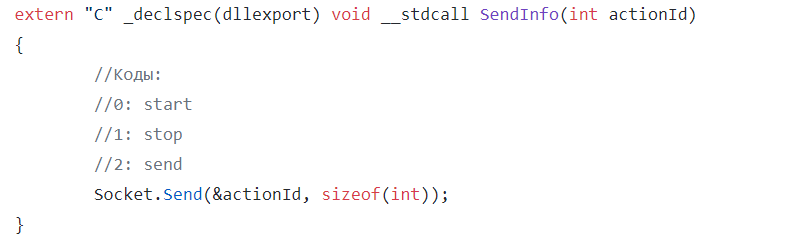 extern "C" _declspec(dllexport) void __stdcall SendInfo(int actionId)
{
//Коды:
//0: start
//1: stop
//2: send
Socket.Send(&actionId, sizeof(int));
}